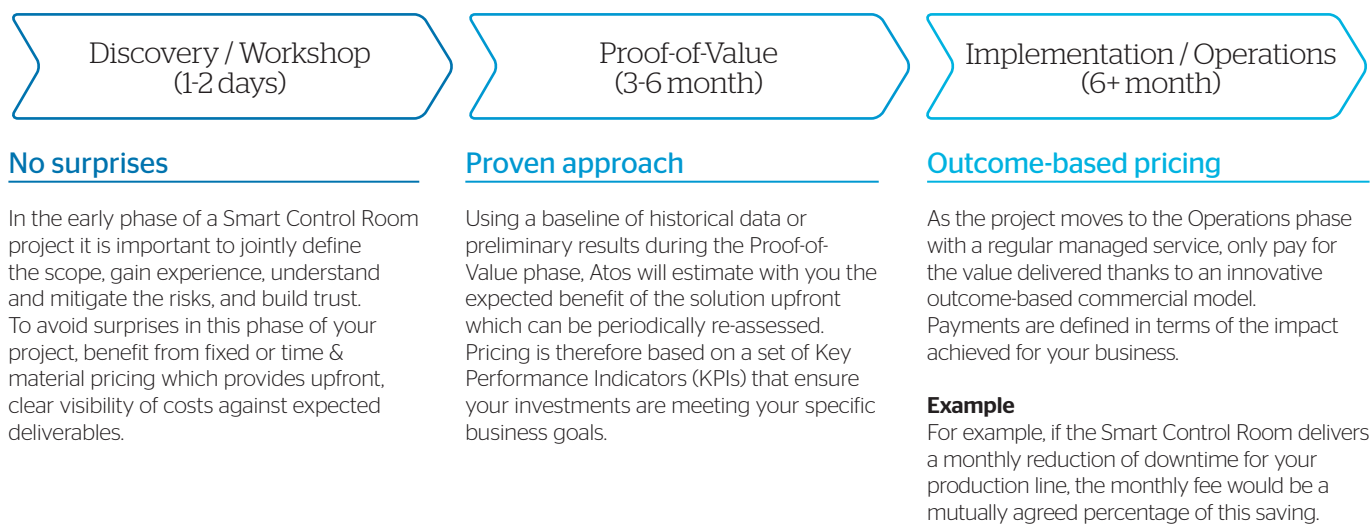 Discovery / Workshop
(1-2 days)
No surprises
In the early phase of a Smart Control Room
project it is important to jointly define
the scope, gain experience, understand
and mitigate the risks, and build trust.
To avoid surprises in this phase of your
project, benefit from fixed or time &
material pricing which provides upfront,
clear visibility of costs against expected
deliverables.
Proof-of-Value
(3-6 month)
Proven approach
Using a baseline of historical data or
preliminary results during the Proof-of-
Value phase, Atos will estimate with you the
expected benefit of the solution upfront
which can be periodically re-assessed.
Pricing is therefore based on a set of Key
Performance Indicators (KPIs) that ensure
your investments are meeting your specific
business goals.
Implementation / Operations
(6+ month)
Outcome-based pricing
As the project moves to the Operations phase
with a regular managed service, only pay for
the value delivered thanks to an innovative
outcome-based commercial model.
Payments are defined in terms of the impact
achieved for your business.
Example
For example, if the Smart Control Room delivers
a monthly reduction of downtime for your
production line, the monthly fee would be a
mutually agreed percentage of this saving.